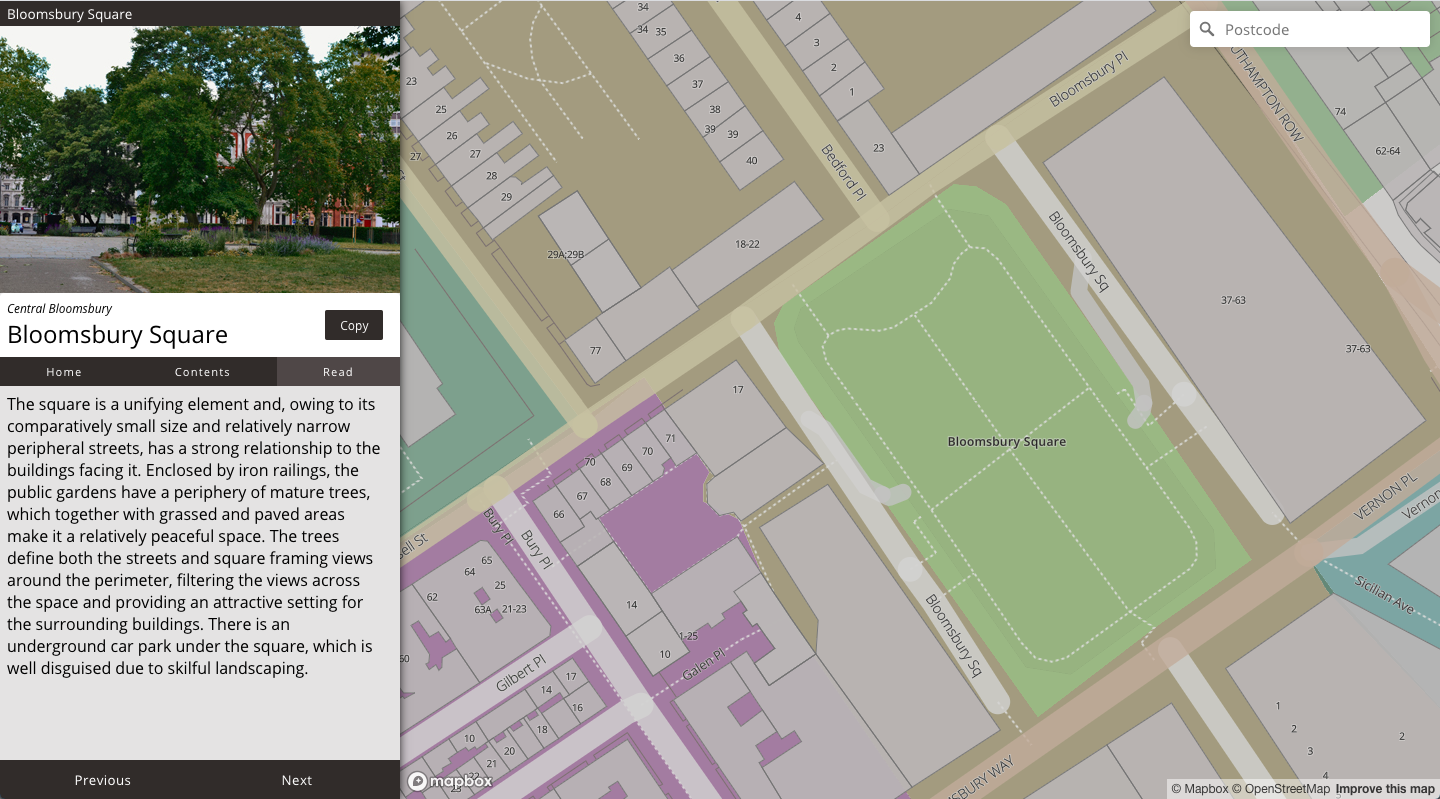 Bloomsbury Square
Central Bloomsbury
Bloomsbury Square
Copy
Home
Contents
Read
The square is a unifying element and, owing to its
comparatively small size and relatively narrow
peripheral streets, has a strong relationship to the
buildings facing it. Enclosed by iron railings, the
public gardens have a periphery of mature trees,
which together with grassed and paved areas
make it a relatively peaceful space. The trees
define both the streets and square framing views
around the perimeter, filtering the views across
the space and providing an attractive setting for
the surrounding buildings. There is an
underground car park under the square, which is
well disguised due to skilful landscaping.
Previous
Next
Postcode
34
34
35
36
37
38
39
39
40
4
3
2
1
23
23
25
26
27
27
28
29
29A;29B
18-22
77
Bedford Pl
Bloomsbury Pl
UTHAMPTON ROW
74
62-64
Bloomsbury Sq
37-63
37-63
17
71
70
70
69
68
67
66
Bloomsbury Square
VERNON PL
Vernon
Sicilian Ave
sell St
Bury Pl
Bury Pl
65
64
62
25
63A
21-23
60
14
1-25
10
Galen Pl
Gilbert Pl
Bloomsbury Sq
17
14
16
18
10
20
21
22
23
1
2
3
4
2
SBURY WAY
mapbox
© Mapbox © OpenStreetMap Improve this map